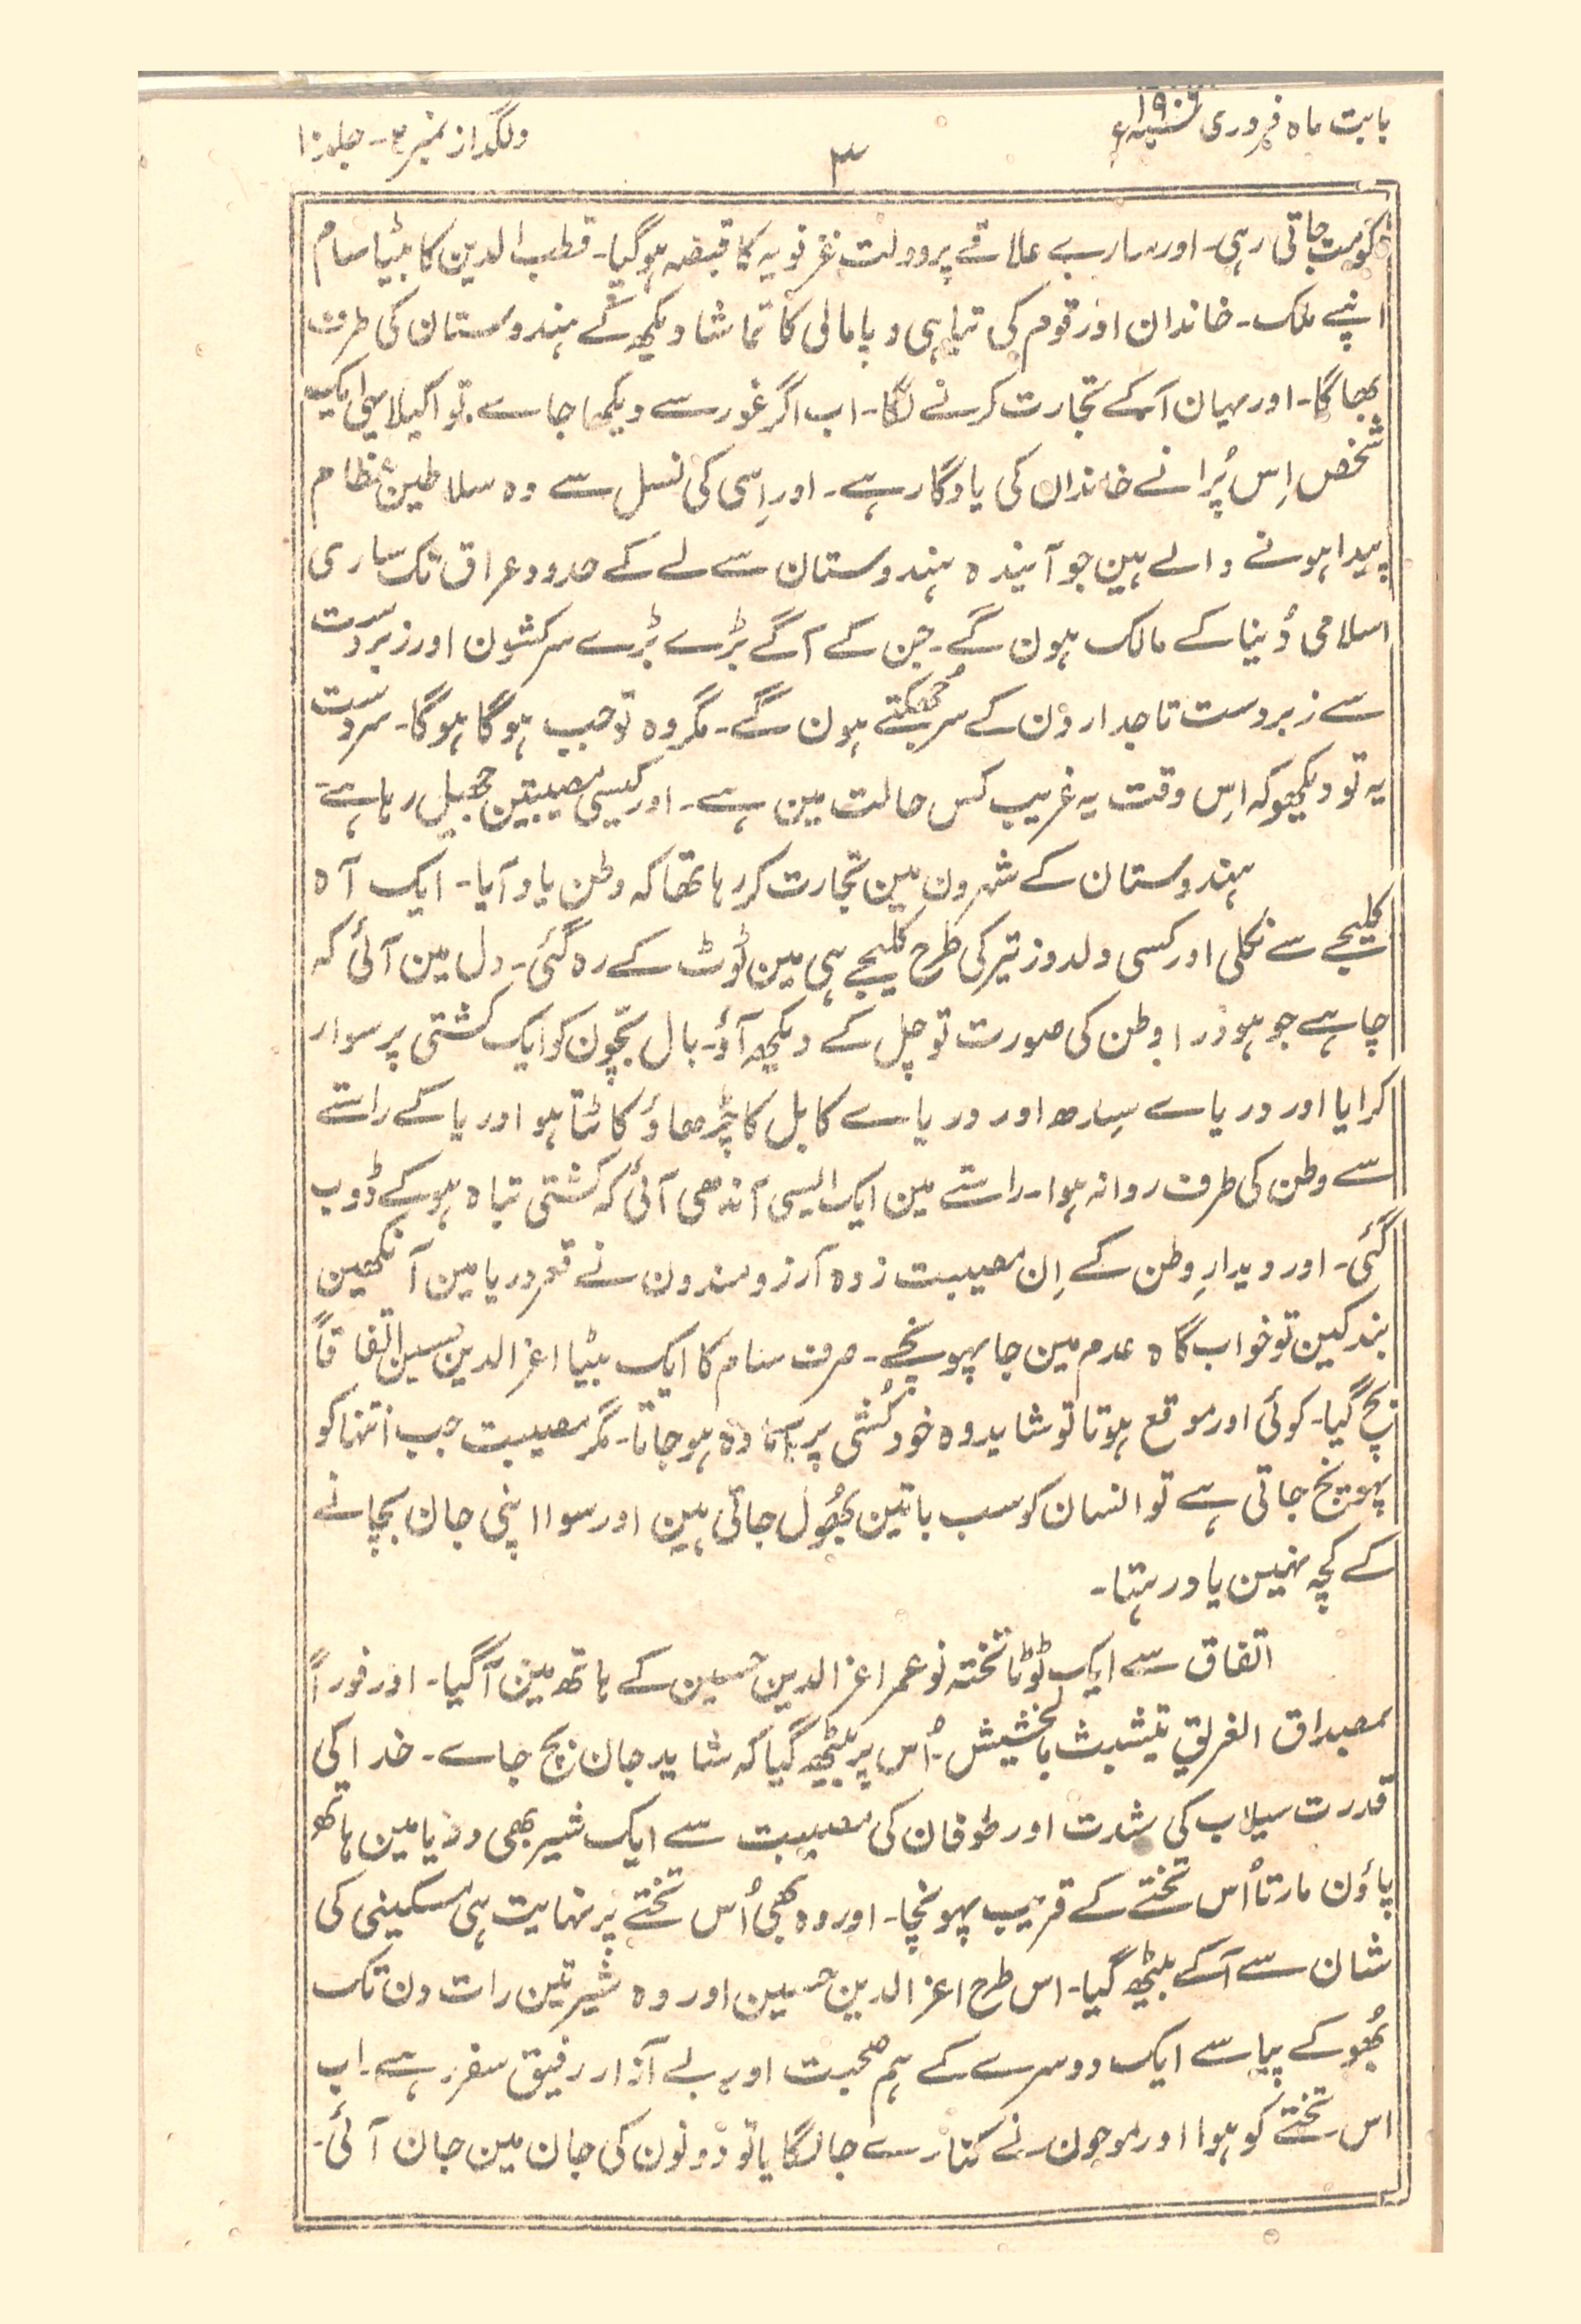 بابت ماہ فروری سنہ ۱۹۰۶ء
۳
دلگداز نمبر ۲ - جلد ۱۰
حکومت جاتی رہی۔ اور سارے علاقے پر دولت غزنویہ کا قبضہ ہوگیا۔ قطب الدین کا بیٹا سام
اپنے ملک۔ خاندان اور قوم کی تباہی و پامالی کا تماشا دیکھ کے ہندوستان کی طرف
بھاگا۔ اور یہان آکے تجارت کرنے لگا۔ اب اگر غور سے دیکھا جاے تو اکیلا یہی ایک
شخص اِس پُرانے خاندان کی یادگار ہے۔ اور اِسی کی نسل سے وہ سلاطین عظام
پیدا ہونے والے ہین جو آیندہ ہندوستان سے لے کے حدود عراق تک ساری
اسلامی دُنیا کے مالک ہون گے۔ جن کے آگے بڑے بڑے سرکشون اور زبردست
سے زبردست تاجدارون کے سر جُھکتے ہون گے۔ مگر وہ تو جب ہوگا ہوگا۔ سردست
یہ تو دیکھو کہ اِس وقت یہ غریب کس حالت مین ہے۔ اور کیسی مصیبتین جھیل رہا ہے
ہندوستان کے شہرون مین تجارت کر رہا تھا کہ وطن یاد آیا۔ ایک آہ
کلیجے سے نکلی اور کسی دلدوز تیر کی طرح کلیجے ہی مین ٹوٹ کے رہ گئی۔ دل مین آئی کہ
چاہے جو ہو ذرا وطن کی صورت تو چل کے دیکھ آؤ۔ بال بچّون کو ایک کشتی پر سوار
کرایا اور دریاے سندھ اور دریاے کابل کا چڑھاؤ کاٹتا ہوا دریا کے راستے
سے وطن کی طرف روانہ ہوا۔ راستے مین ایک ایسی آندھی آئی کہ کشتی تباہ ہو کے ڈوب
گئی۔ اور دیدارِ وطن کے اِن مصیبت زدہ آرزومندون نے قعر دریا مین آنکھین
بند کین تو خواب گاہ عدم مین جا پہونچے۔ صرف سام کا ایک بیٹا اعزالدین حسین اتفاقاً
بچ گیا۔ کوئی اور موقع ہوتا تو شاید وہ خودکُشی پر آمادہ ہو جاتا۔ مگر مصیبت جب انتہا کو
پہونچ جاتی ہے تو انسان کو سب باتین بھُول جاتی ہین اور سوا اپنی جان بچانے
کے کچھ نہین یاد رہتا۔
اتفاق سے ایک ٹوٹا تختہ نوعمر اعزالدین حسین کے ہاتھ مین آگیا۔ اور فوراً
بمصداق الغریق یتشبث بالحشیش۔ اُس پر بیٹھ گیا کہ شاید جان بچ جاے۔ خدا کی
قدرت سیلاب کی شدت اور طوفان کی مصیبت سے ایک شیر بھی دریا مین ہاتھ
پاؤن مارتا اُس تختے کے قریب پہونچا۔ اور وہ بھی اُس تختے پر نہایت ہی مسکینی کی
شان سے آکے بیٹھ گیا۔ اس طرح اعزالدین حسین اور وہ شیر تین رات دن تک
بھُوکے پیاسے ایک دوسرے کے ہم صحبت اور بے آزار رفیق سفر رہے۔ اب
اس تختے کو ہوا اور موجون نے کنارے جا لگایا تو دونون کی جان مین جان آئی۔